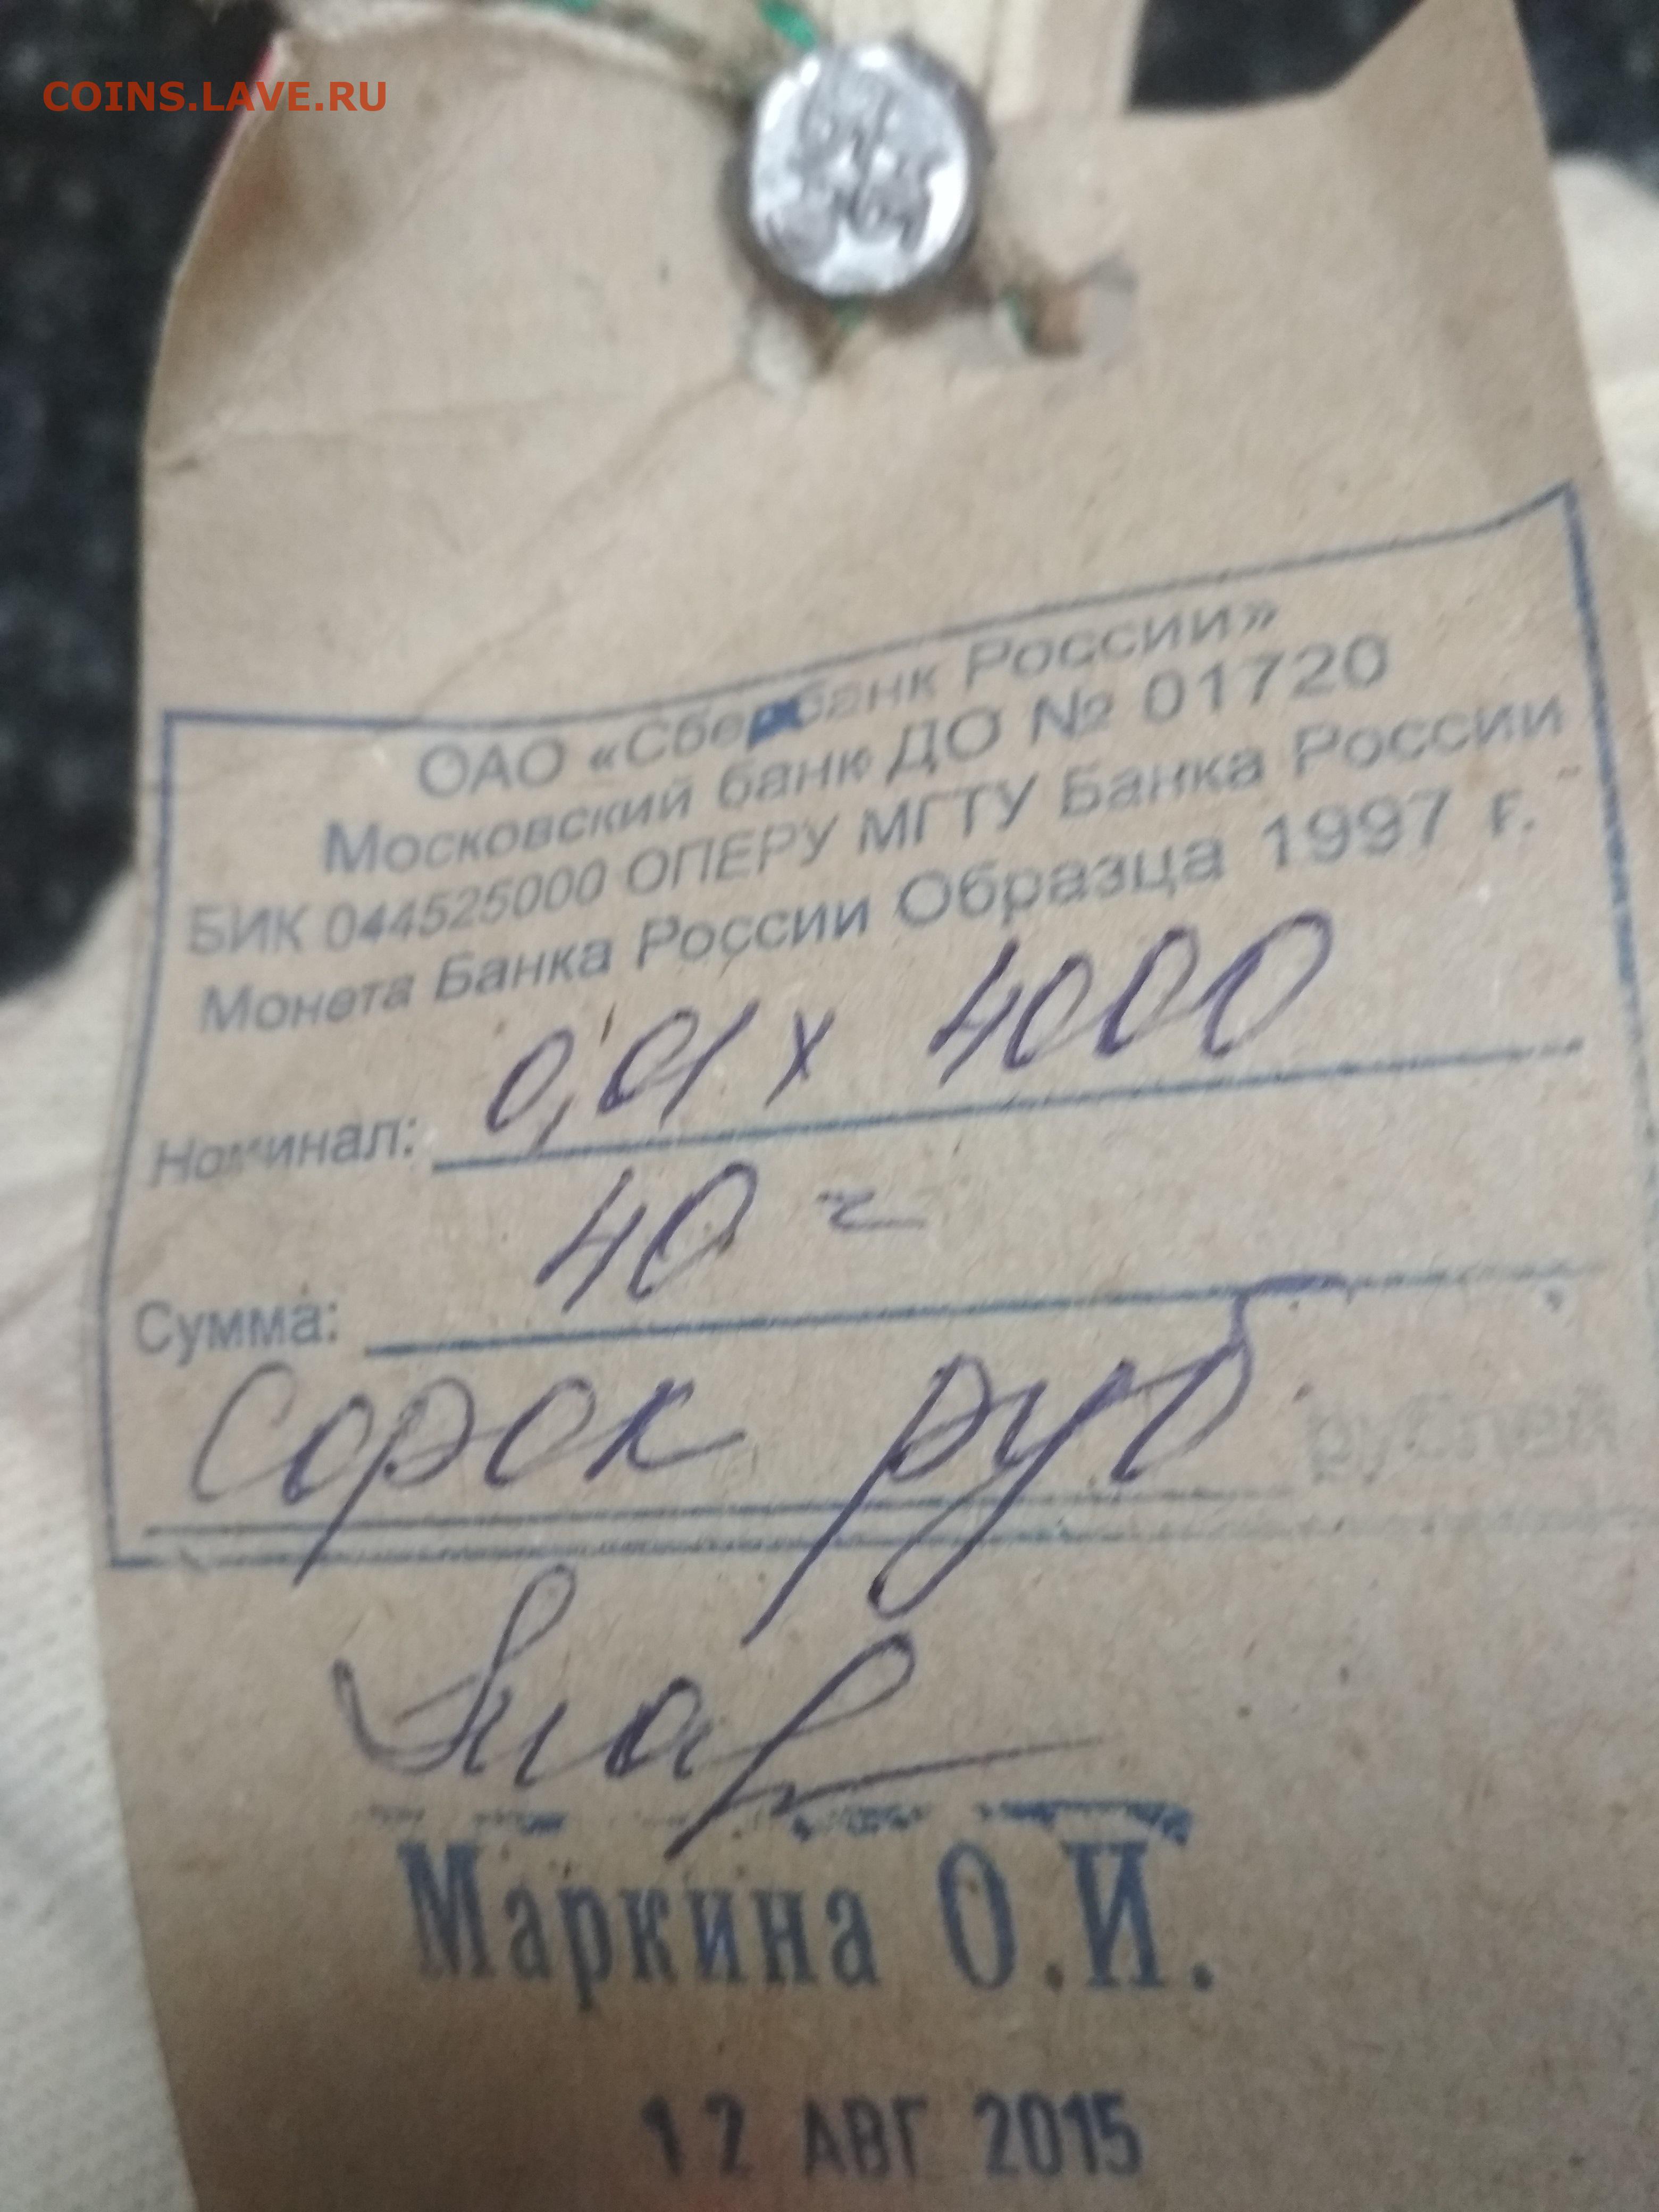 COINS.LAVE.RU
ОАО «Сбербанк России»
Московский банк ДО № 01720
БИК 044525000 ОПЕРУ МГТУ Банка России
Монета Банка России Образца 1997 г.
Номинал: 0,01 х 4000
Сумма: 40 =
Сорок руб рублей
Маркина О.И.
12 АВГ 2015